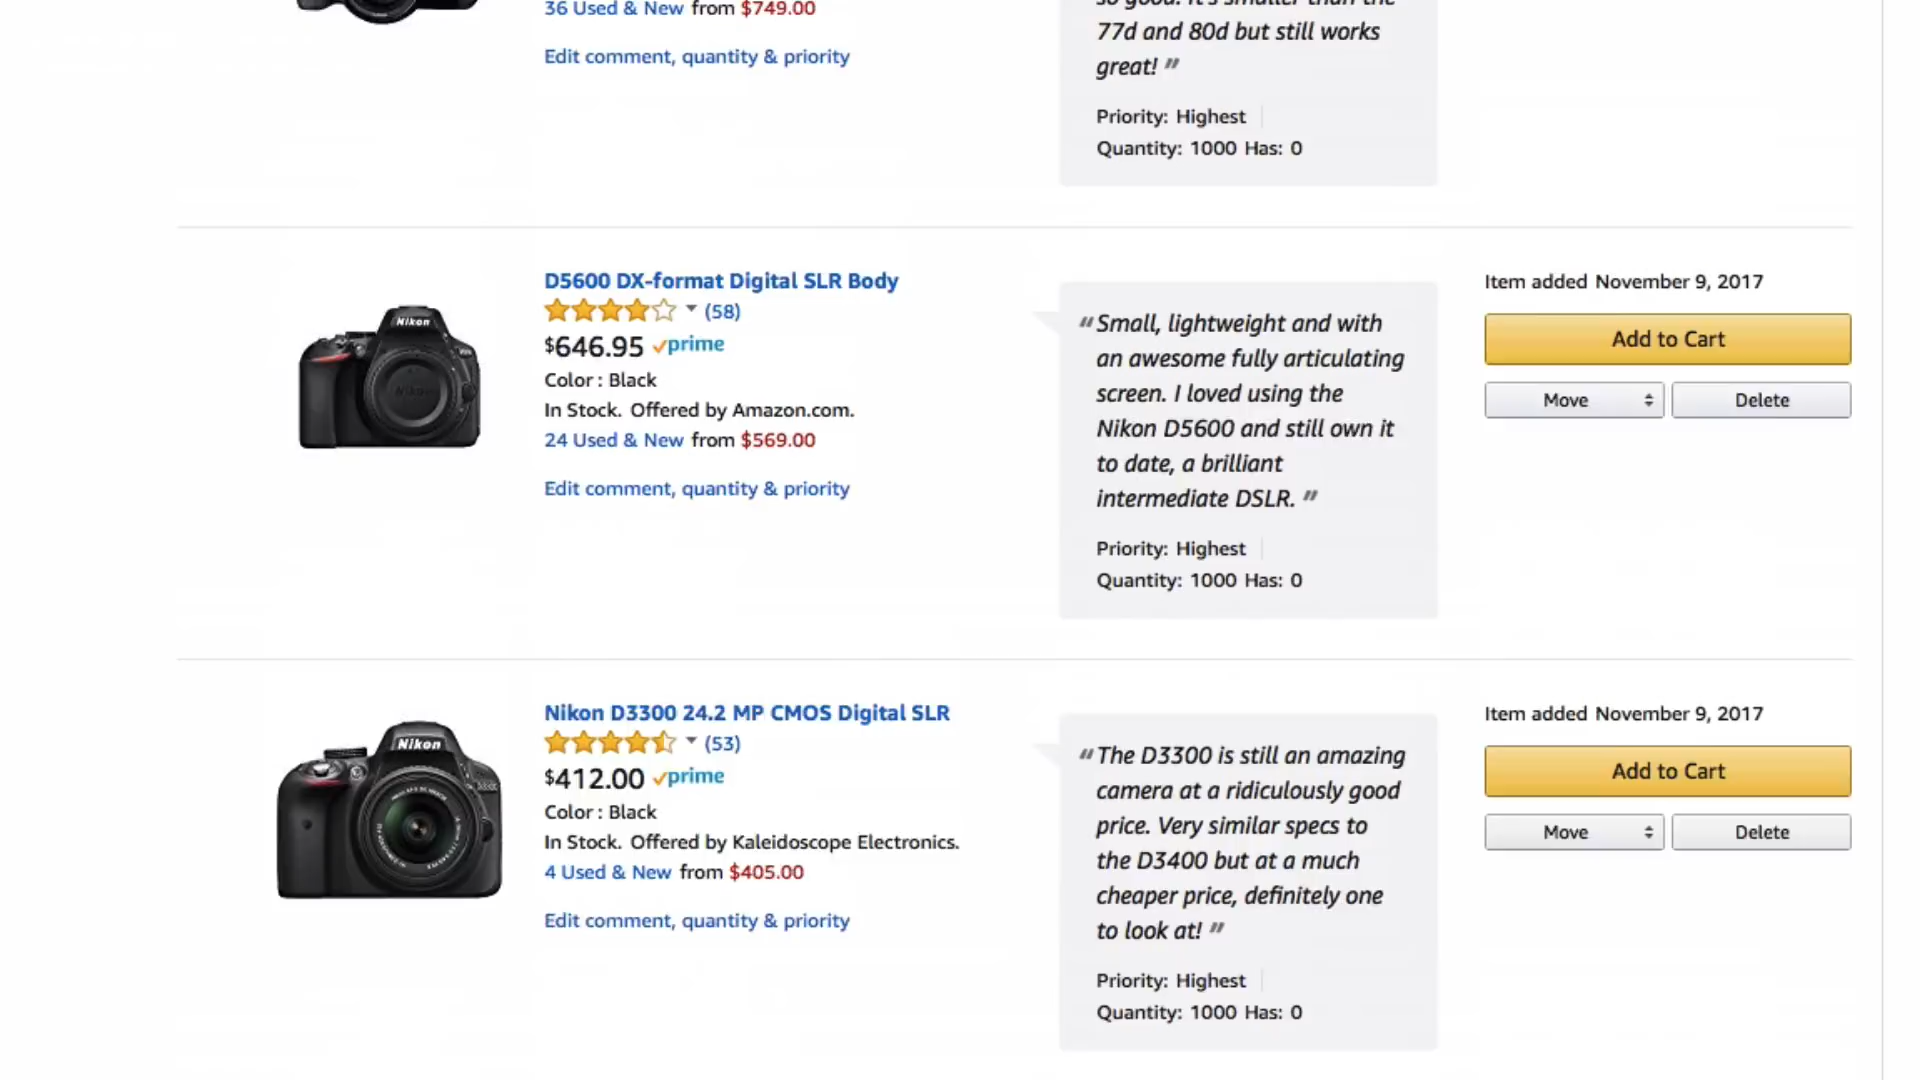 36 Used & New from $749.00
Edit comment, quantity & priority
77d and 80d but still works
great! "
Priority: Highest
Quantity: 1000 Has: 0
Nikon
D5600 DX-format Digital SLR Body
(58)
$646.95 prime
Color : Black
In Stock. Offered by Amazon.com.
24 Used & New from $569.00
Edit comment, quantity & priority
" Small, lightweight and with
an awesome fully articulating
screen. I loved using the
Nikon D5600 and still own it
to date, a brilliant
intermediate DSLR. "
Priority: Highest
Quantity: 1000 Has: 0
Item added November 9, 2017
Add to Cart
Move
Delete
Nikon
Nikon D3300 24.2 MP CMOS Digital SLR
(53)
$412.00 prime
Color : Black
In Stock. Offered by Kaleidoscope Electronics.
4 Used & New from $405.00
Edit comment, quantity & priority
" The D3300 is still an amazing
camera at a ridiculously good
price. Very similar specs to
the D3400 but at a much
cheaper price, definitely one
to look at! "
Priority: Highest
Quantity: 1000 Has: 0
Item added November 9, 2017
Add to Cart
Move
Delete